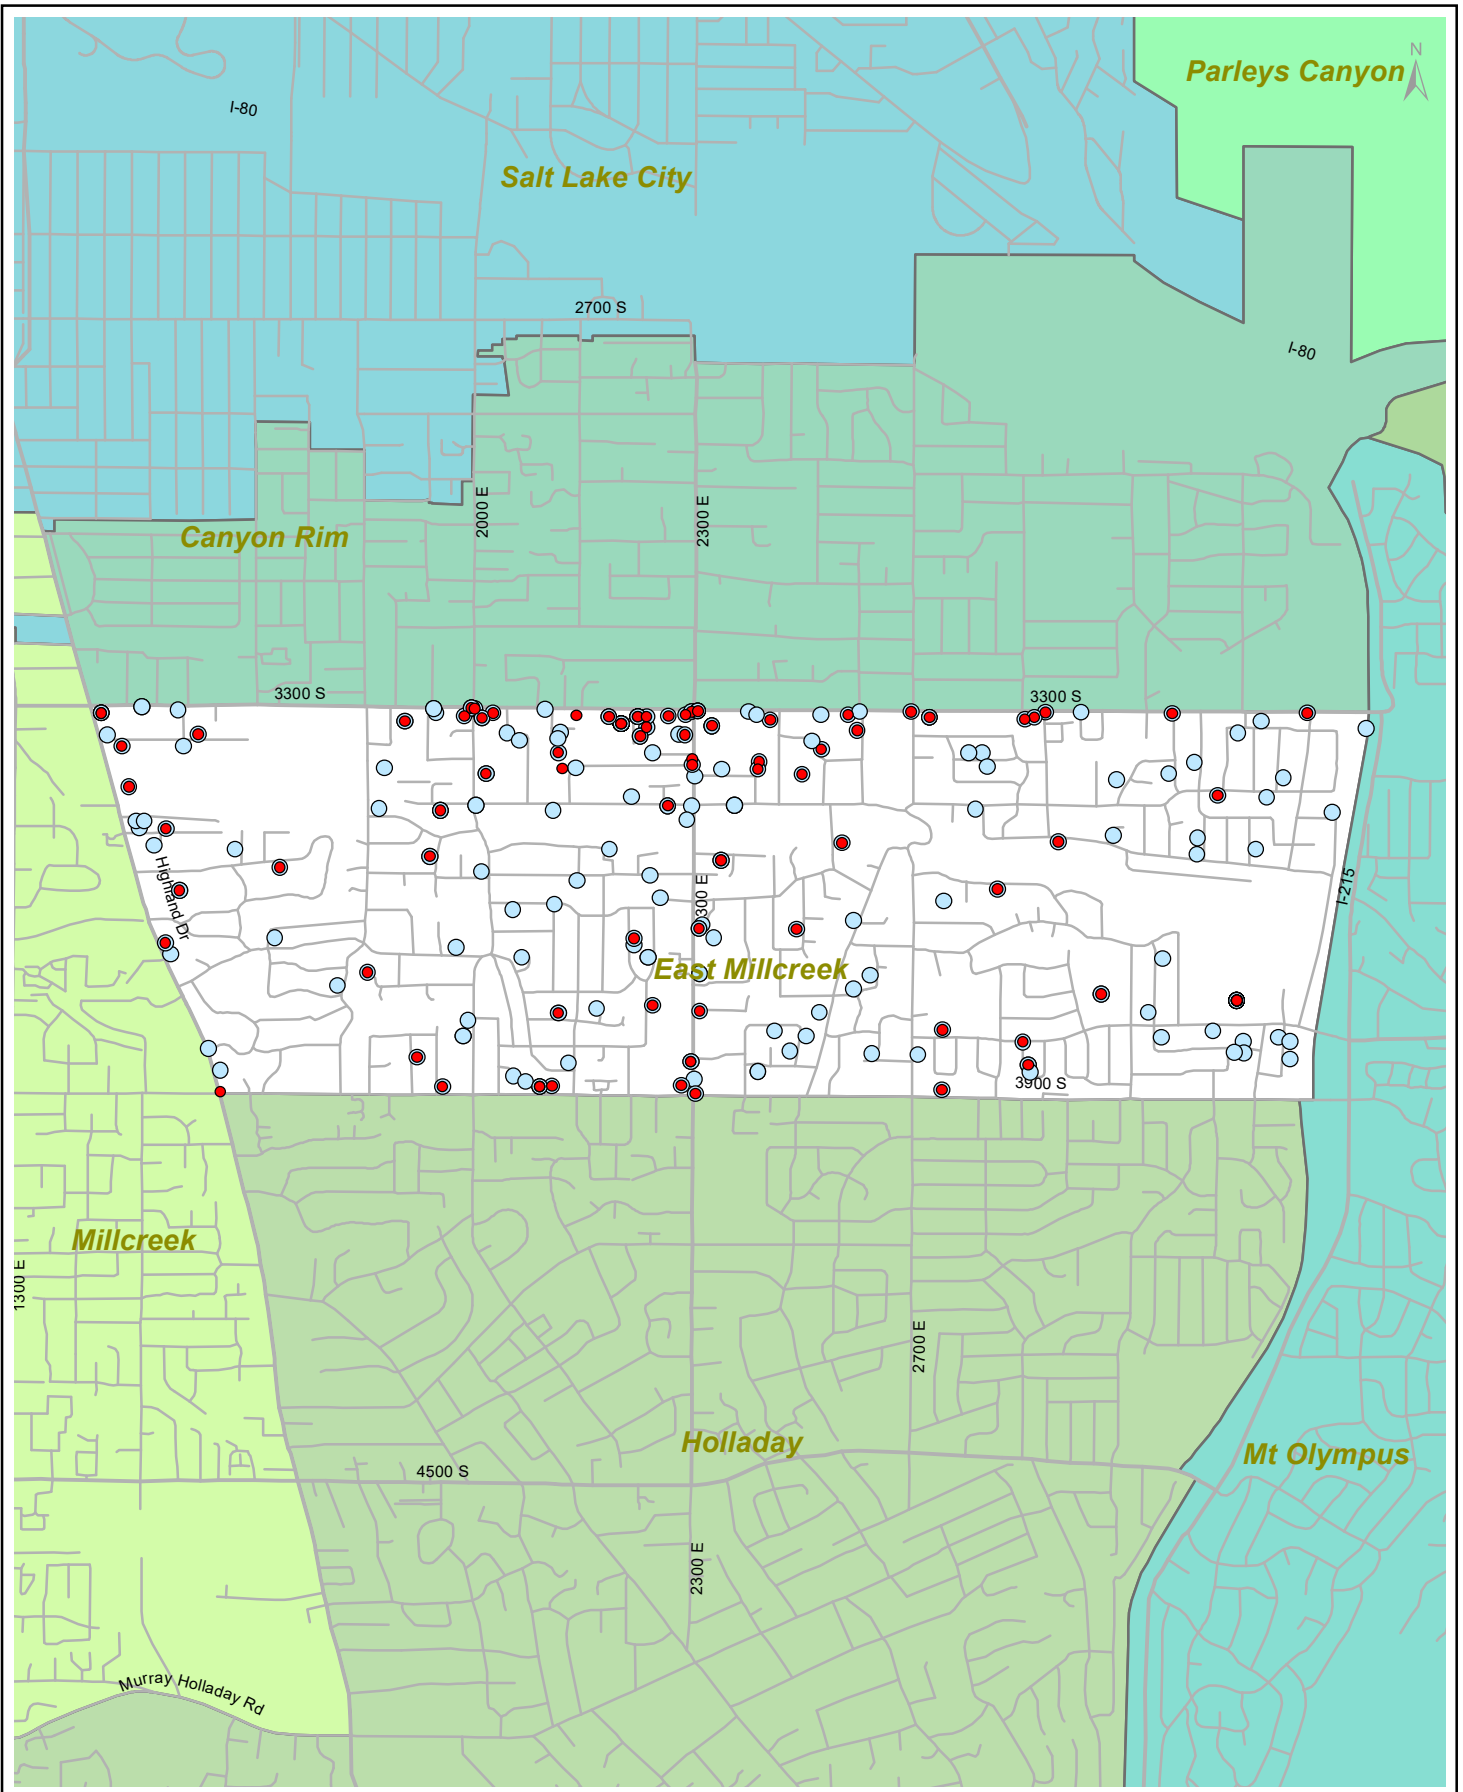 N
Parleys Canyon
I-80
Salt Lake City
2700 S
I-80
2000 E
2300 E
Canyon Rim
3300 S
3300 S
Highland Dr
300 E
I-215
East Millcreek
3900 S
Millcreek
1300 E
2700 E
Holladay
Mt Olympus
4500 S
2300 E
Murray Holladay Rd